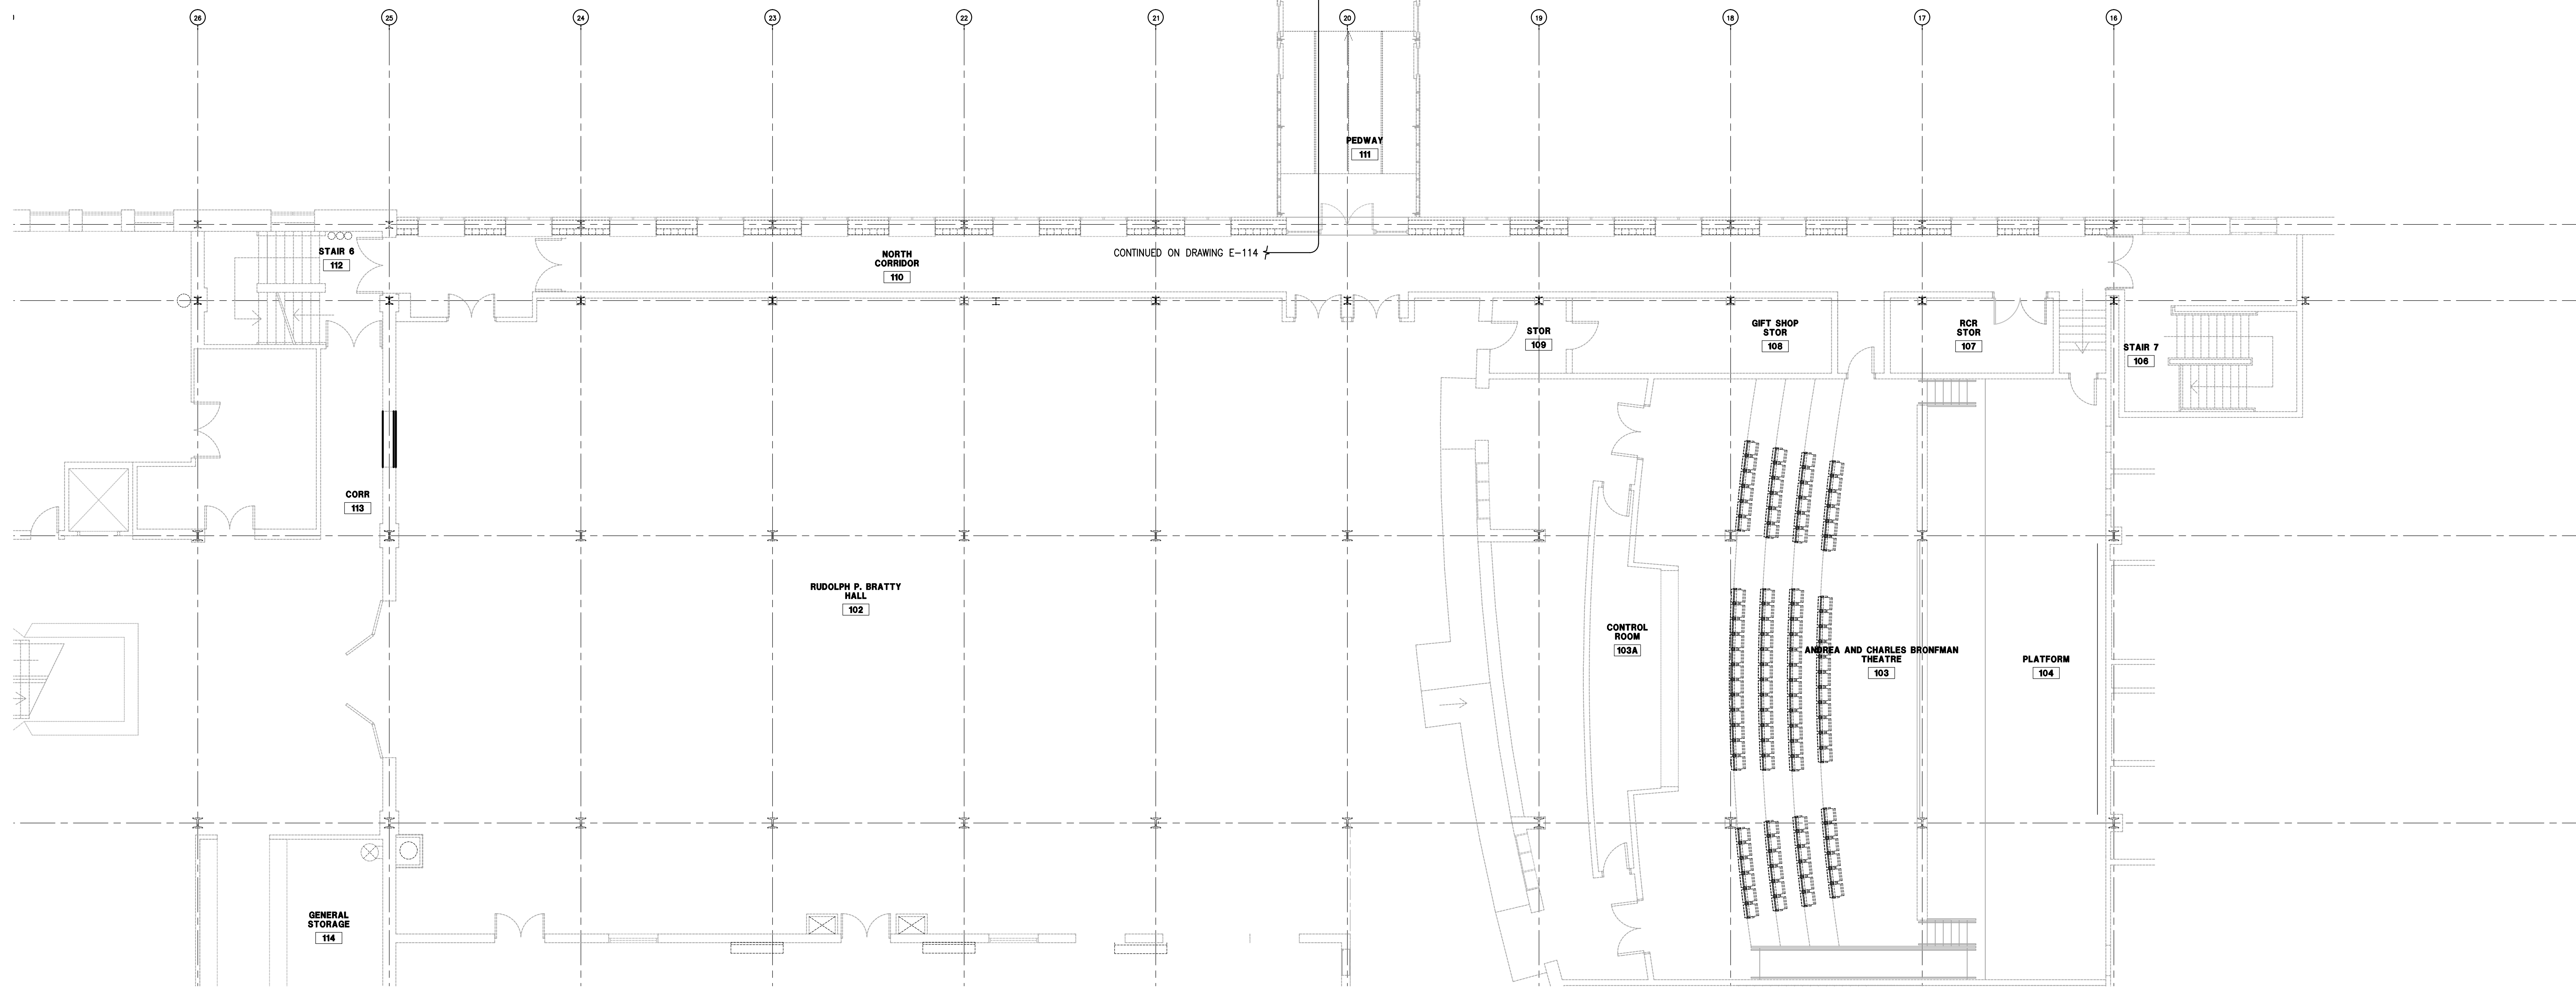 26 25 24 23 22 21 20 19 18 17 16
PEDWAY
111
STAIR 6
112
NORTH
CORRIDOR
110
CONTINUED ON DRAWING E-114
STOR
109
GIFT SHOP
STOR
108
RCR
STOR
107
STAIR 7
106
CORR
113
RUDOLPH P. BRATTY
HALL
102
CONTROL
ROOM
103A
ANDREA AND CHARLES BRONFMAN
THEATRE
103
PLATFORM
104
GENERAL
STORAGE
114